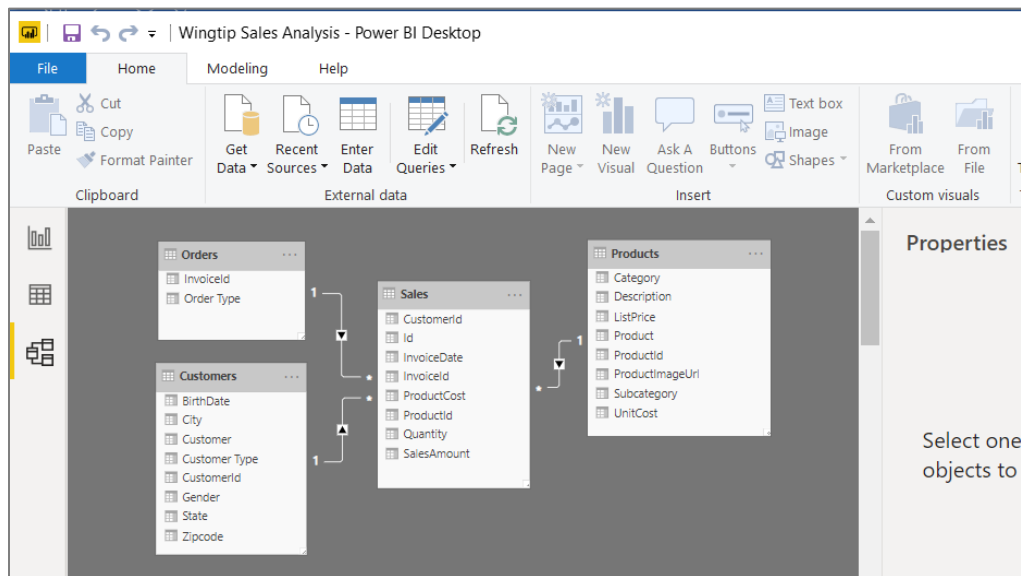 Wingtip Sales Analysis - Power BI Desktop
File Home Modeling Help
Paste
Cut
Copy
Format Painter
Clipboard
Get Data
Recent Sources
Enter Data
Edit Queries
Refresh
External data
New Page
New Visual
Ask A Question
Buttons
Text box
Image
Shapes
Insert
From Marketplace
From File
Custom visuals
Orders
InvoiceId
Order Type
Customers
BirthDate
City
Customer
Customer Type
CustomerId
Gender
State
Zipcode
1
*
1
*
Sales
CustomerId
Id
InvoiceDate
InvoiceId
ProductCost
ProductId
Quantity
SalesAmount
*
1
Products
Category
Description
ListPrice
Product
ProductId
ProductImageUrl
Subcategory
UnitCost
Properties
Select one
objects to